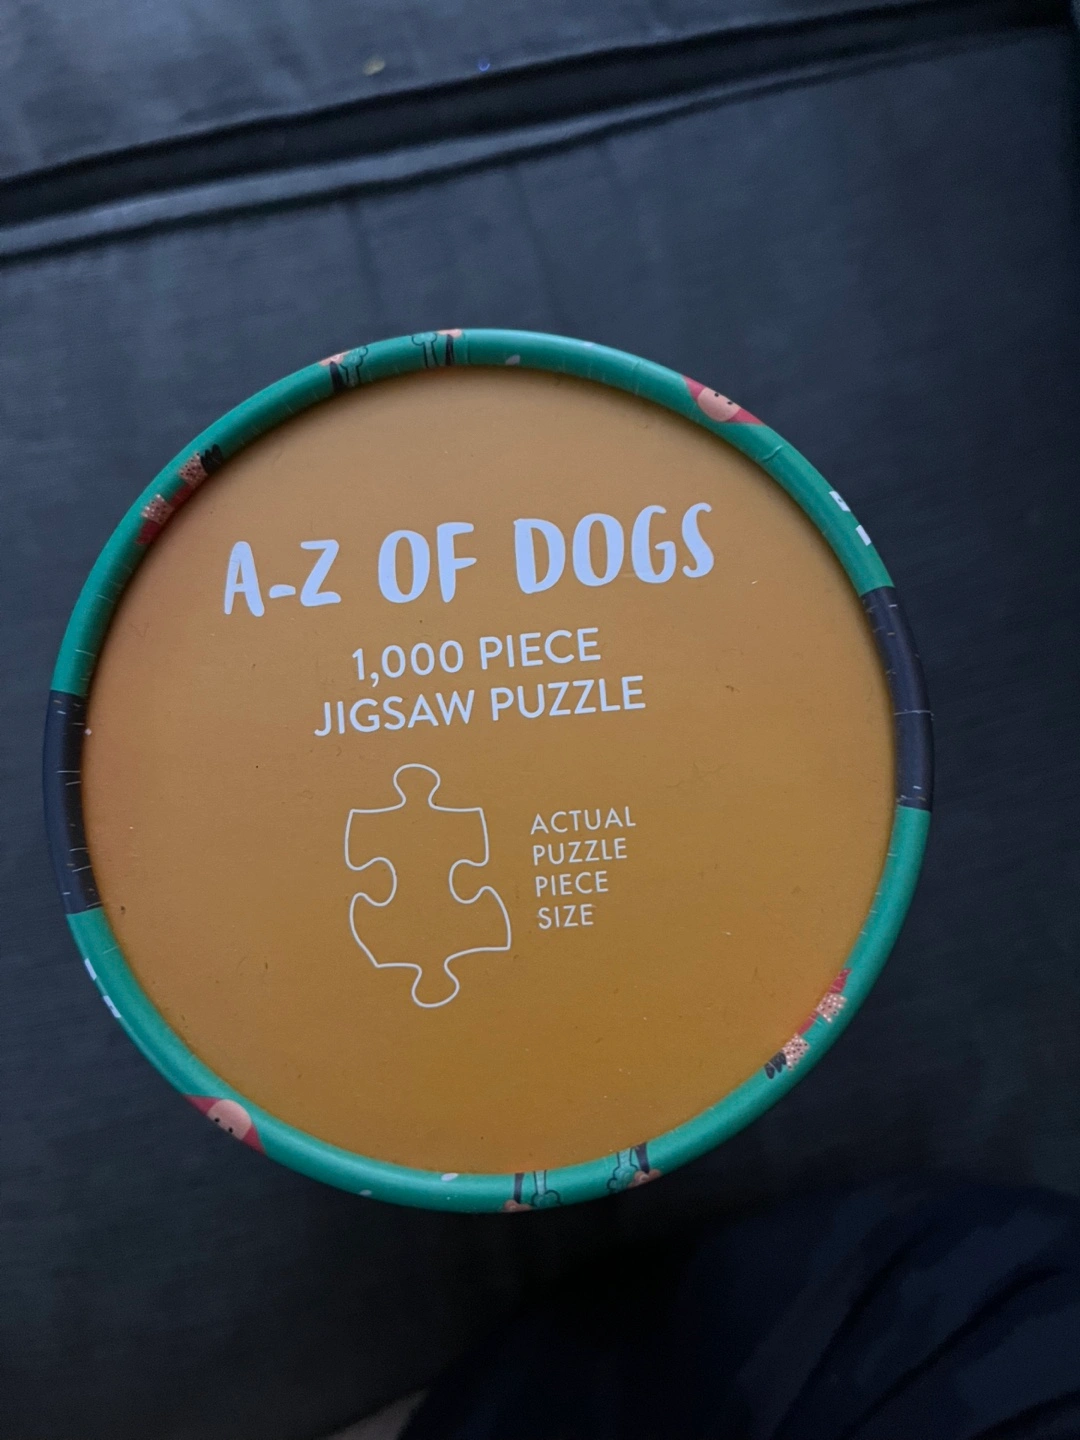 A-Z OF DOGS
1,000 PIECE
JIGSAW PUZZLE
ACTUAL
PUZZLE
PIECE
SIZE